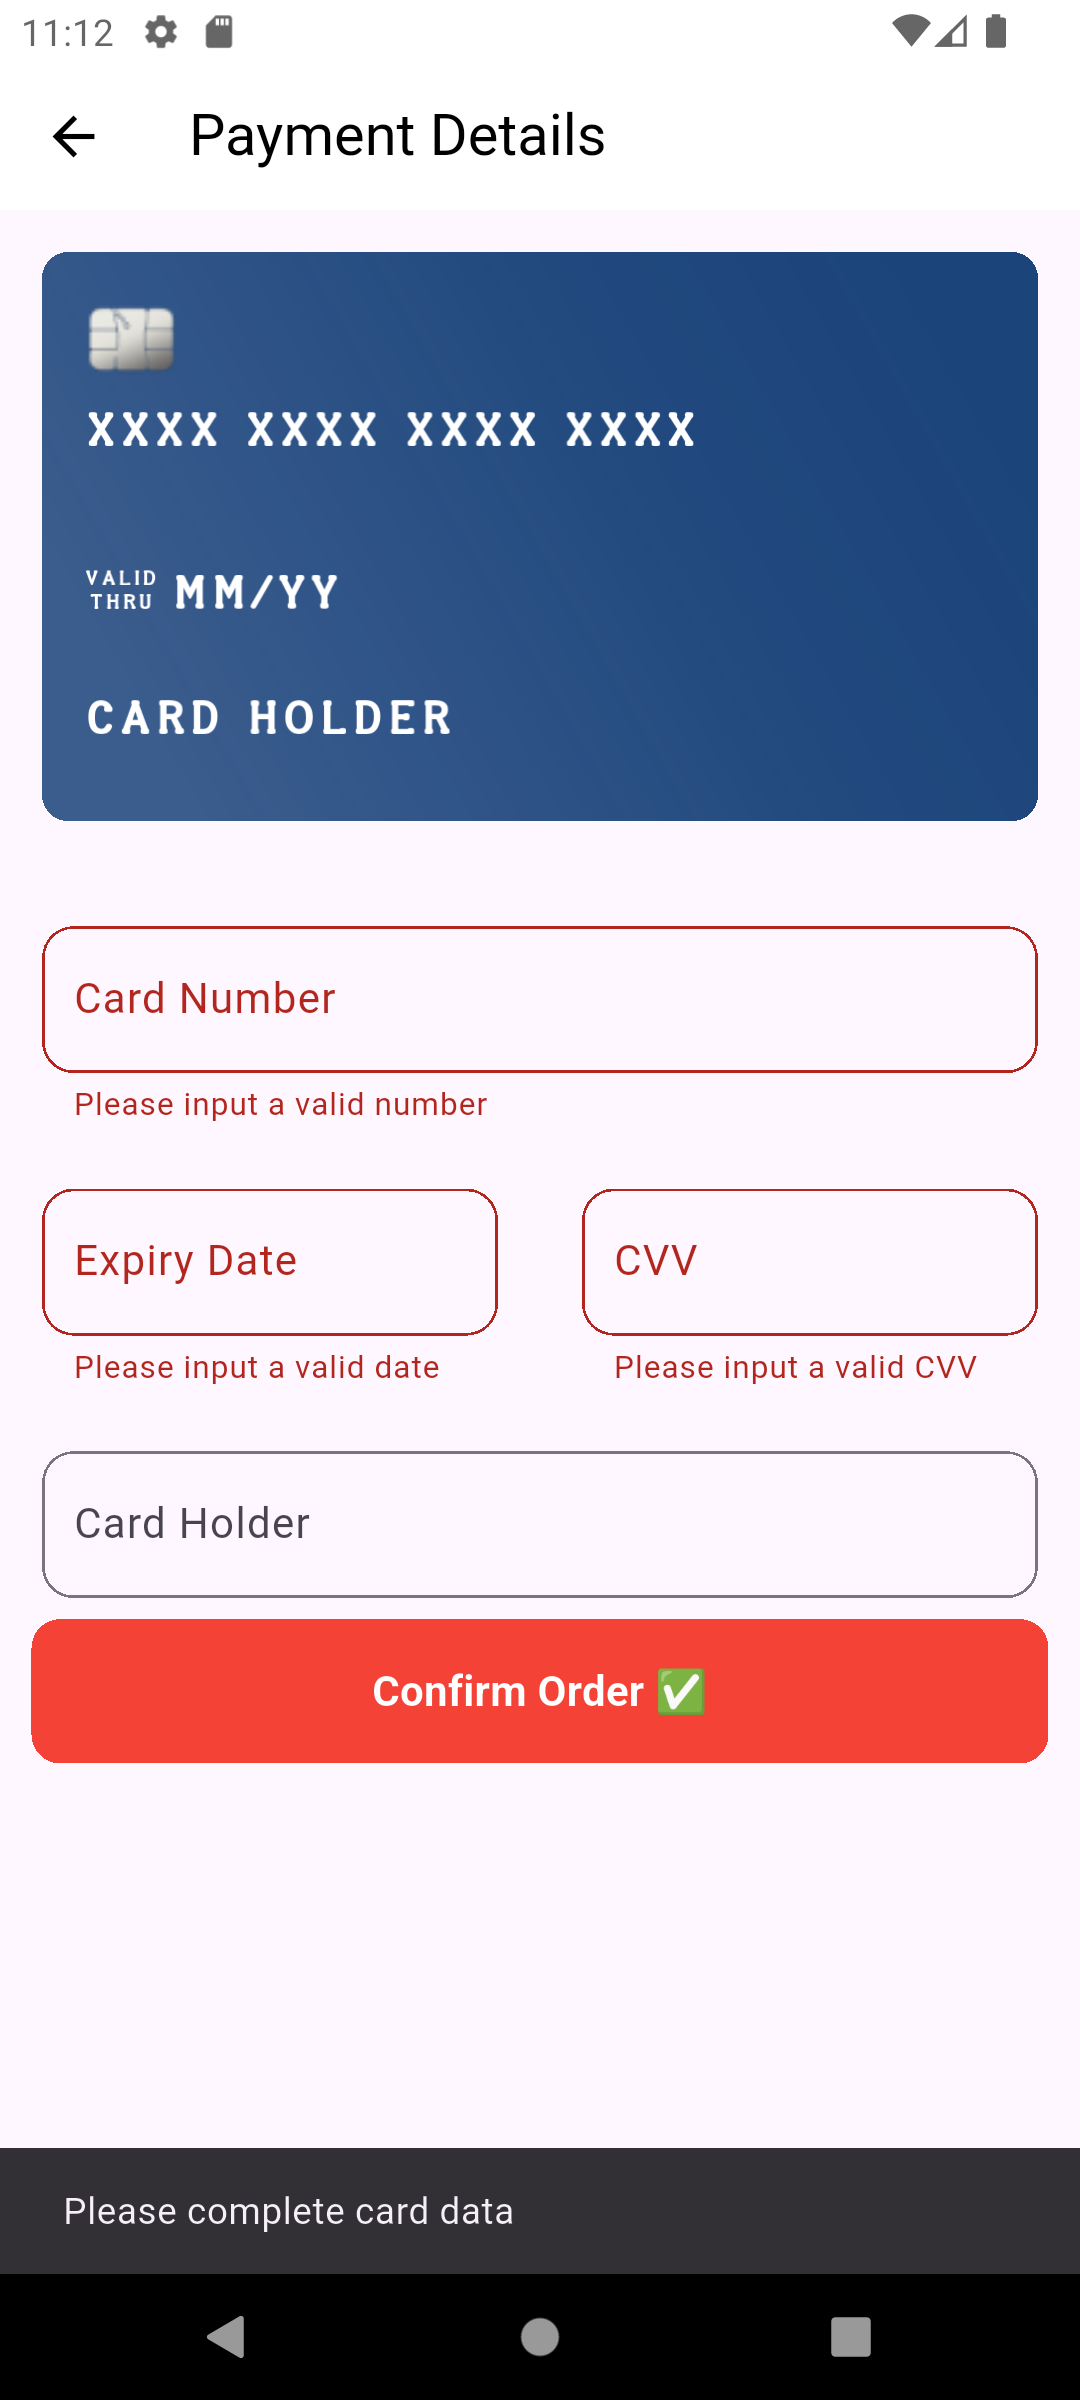 11:12
Payment Details
XXXX XXXX XXXX XXXX
VALID
THRU
MM/YY
CARD HOLDER
Card Number
Please input a valid number
Expiry Date
CVV
Please input a valid date
Please input a valid CVV
Card Holder
Confirm Order ✅
Please complete card data